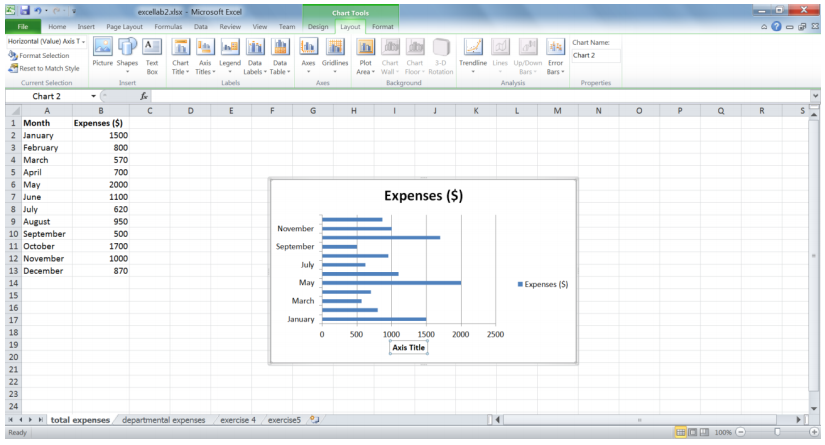 excellab2.xlsx - Microsoft Excel
Chart Tools
File Home Insert Page Layout Formulas Data Review View Team Design Layout Format
Horizontal (Value) Axis T
Format Selection
Reset to Match Style
Current Selection
Picture Shapes Text Box
Insert
Chart Title Axis Titles Legend Data Labels Data Table
Labels
Axes Gridlines
Axes
Plot Area Chart Wall Chart Floor 3-D Rotation
Background
Trendline Lines Up/Down Bars Error Bars
Analysis
Chart Name:
Chart 2
Properties
Chart 2 fx
A B C D E F G H I J K L M N O P Q R S
1 Month Expenses ($)
2 January 1500
3 February 800
4 March 570
5 April 700
6 May 2000
7 June 1100
8 July 620
9 August 950
10 September 500
11 October 1700
12 November 1000
13 December 870
14
15
16
17
18
19
20
21
22
23
24
Expenses ($)
November
September
July
May
March
January
0 500 1000 1500 2000 2500
Axis Title
Expenses ($)
total expenses departmental expenses exercise 4 exercise5
Ready 100%